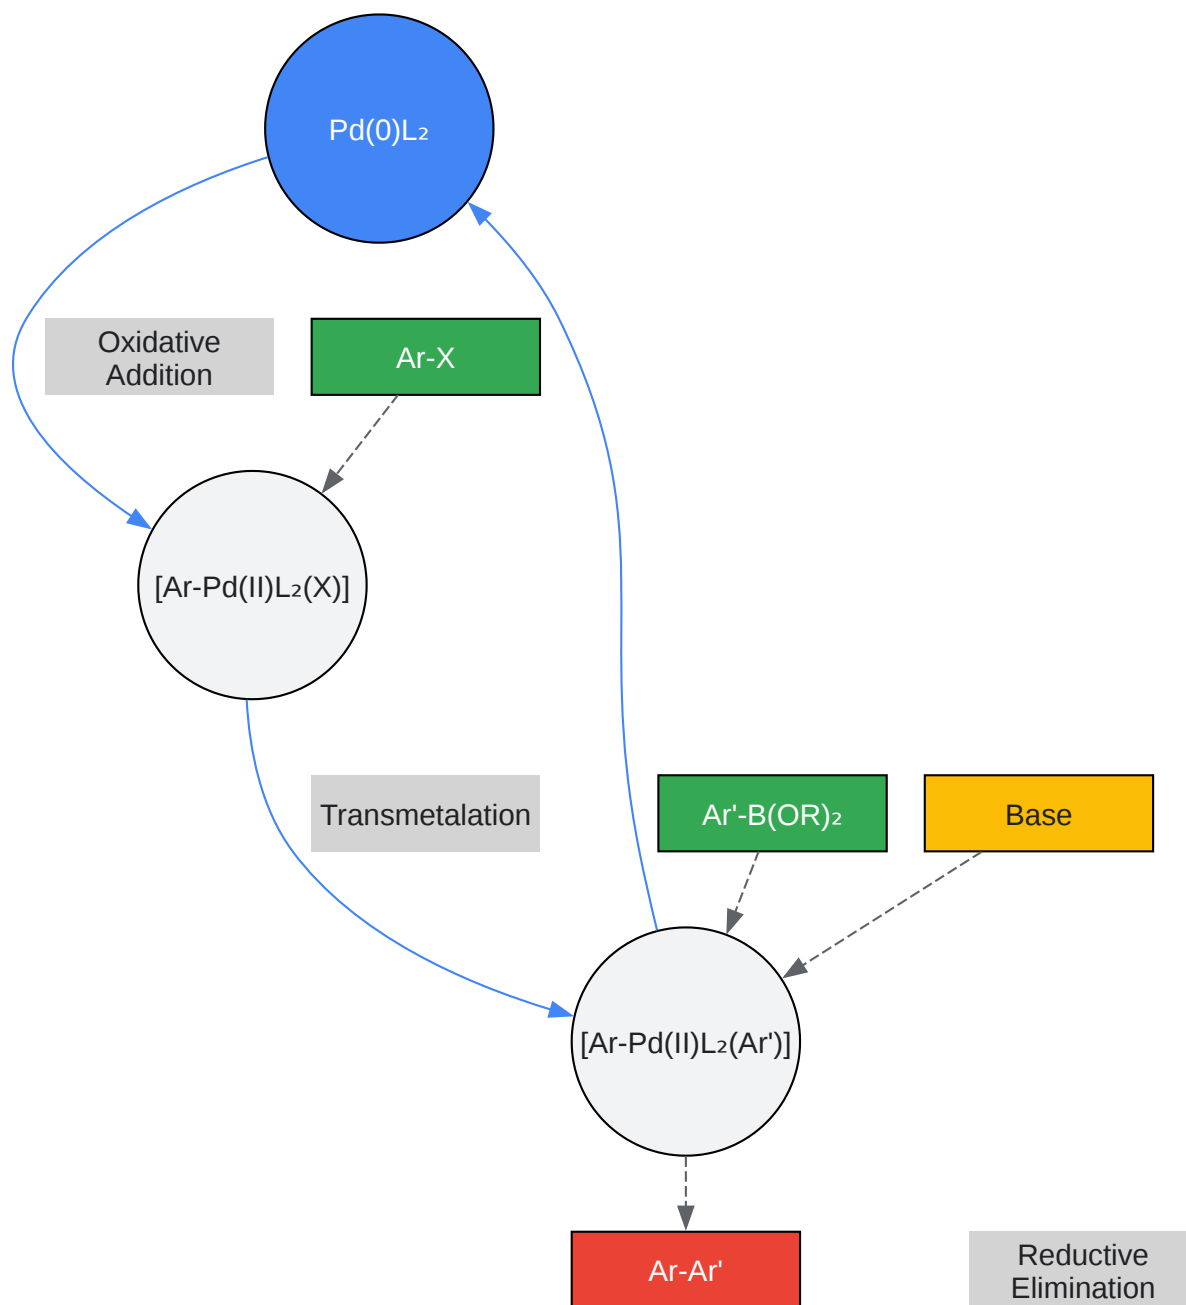 Pd(0)L₂
Oxidative
Addition
Ar-X
[Ar-Pd(II)L₂(X)]
Transmetalation
Ar'-B(OR)₂
Base
[Ar-Pd(II)L₂(Ar')]
Ar-Ar'
Reductive
Elimination